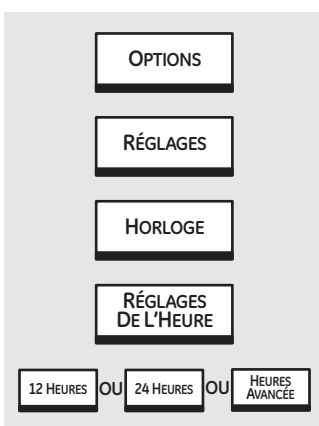 OPTIONS
RÉGLAGES
HORLOGE
RÉGLAGES
DE L'HEURE
12 HEURES OU 24 HEURES OU HEURES
AVANCÉE